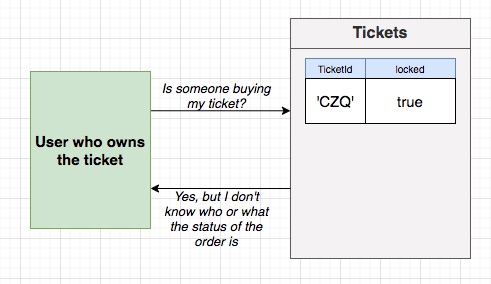 Tickets
TicketId locked
'CZQ' true
Is someone buying
my ticket?
User who owns
the ticket
Yes, but I don't
know who or what
the status of the
order is